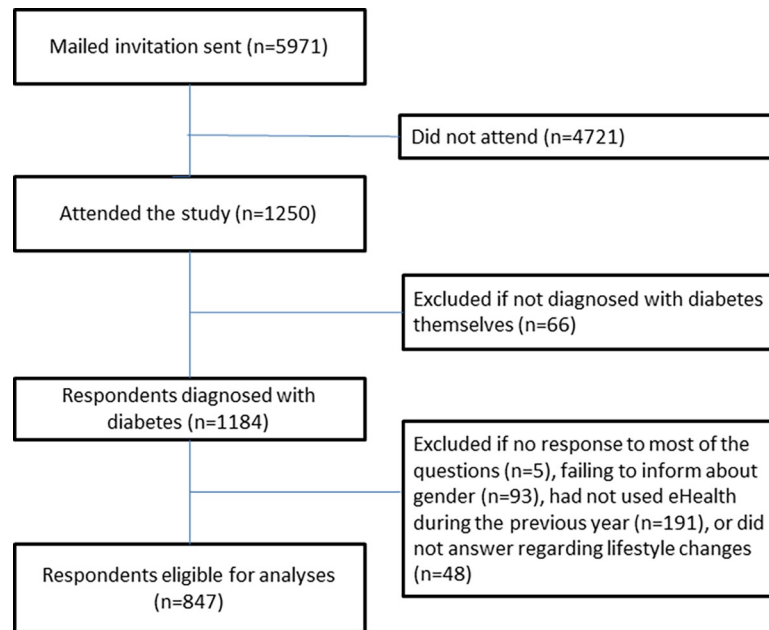 Mailed invitation sent (n=5971)
Did not attend (n=4721)
Attended the study (n=1250)
Excluded if not diagnosed with diabetes
themselves (n=66)
Respondents diagnosed with
diabetes (n=1184)
Excluded if no response to most of the
questions (n=5), failing to inform about
gender (n=93), had not used eHealth
during the previous year (n=191), or did
not answer regarding lifestyle changes
(n=48)
Respondents eligible for analyses
(n=847)